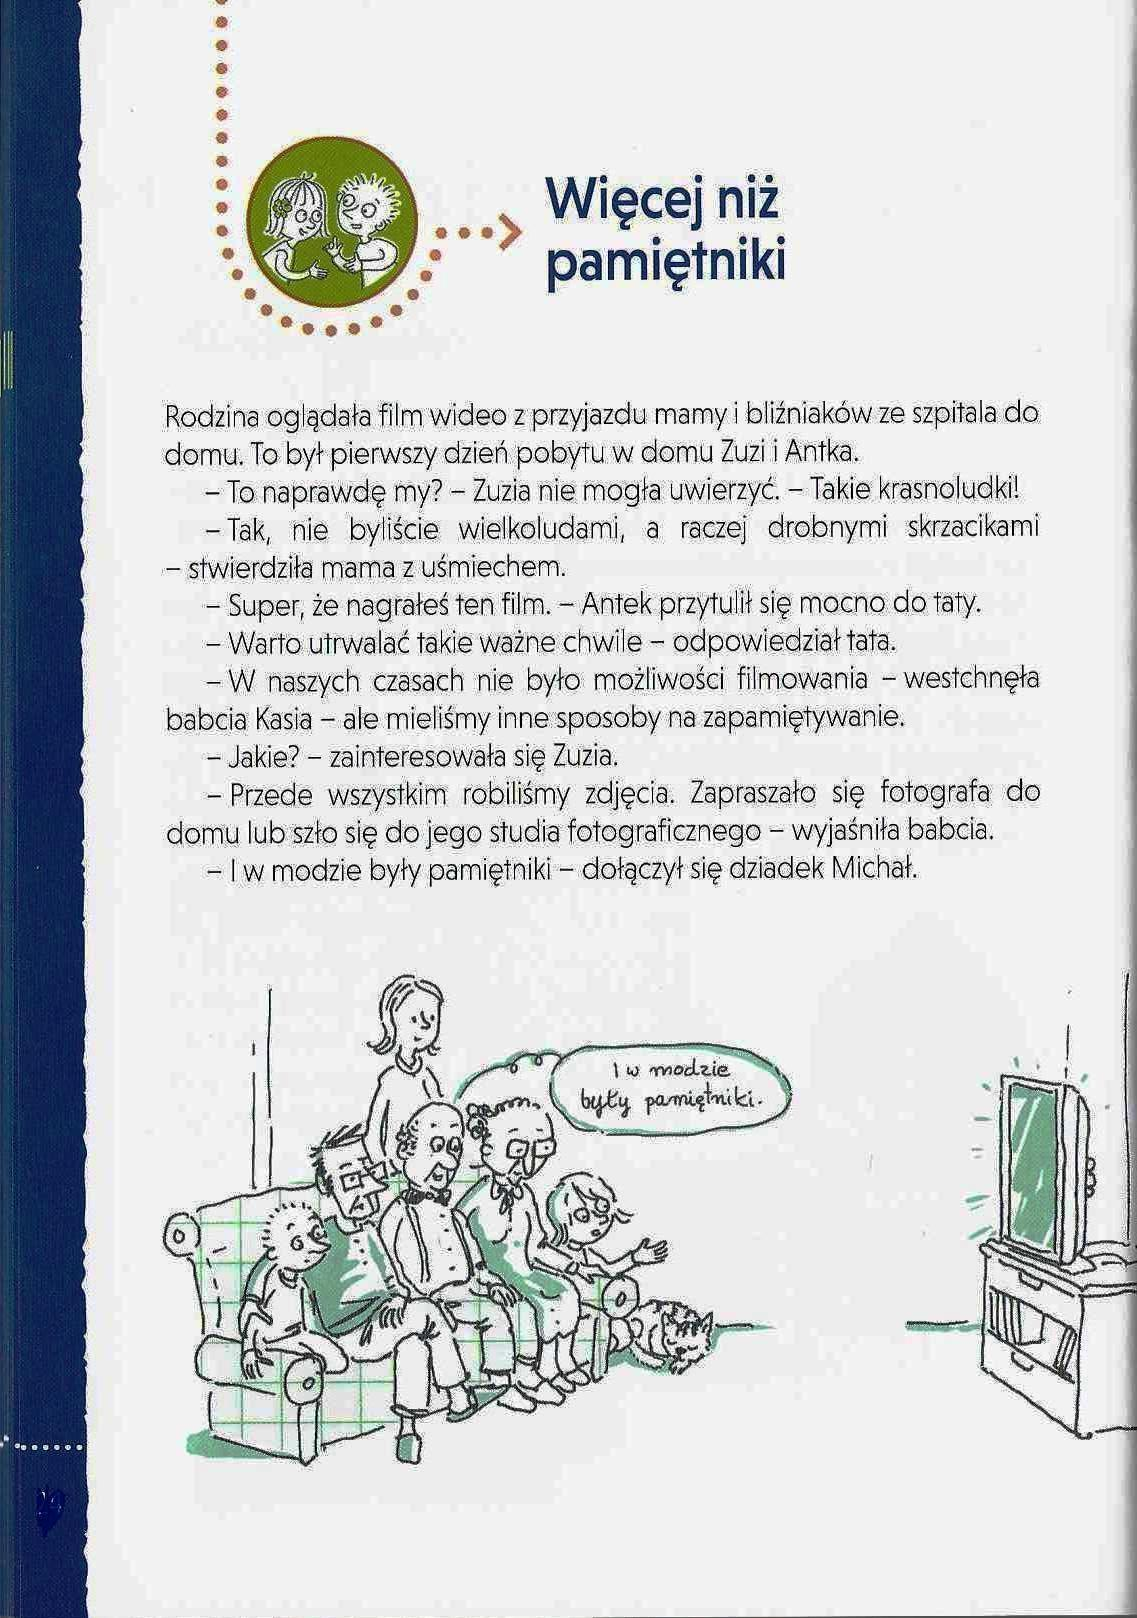 Więcej niż
pamiętniki
Rodzina oglądała film wideo z przyjazdu mamy i bliźniaków ze szpitala do
domu. To był pierwszy dzień pobytu w domu Zuzi i Antka.
– To naprawdę my? – Zuzia nie mogła uwierzyć. – Takie krasnoludki!
– Tak, nie byliście wielkoludami, a raczej drobnymi skrzacikami
– stwierdziła mama z uśmiechem.
– Super, że nagrałeś ten film. – Antek przytulił się mocno do taty.
– Warto utrwalać takie ważne chwile – odpowiedział tata.
– W naszych czasach nie było możliwości filmowania – westchnęła
babcia Kasia – ale mieliśmy inne sposoby na zapamiętywanie.
– Jakie? – zainteresowała się Zuzia.
– Przede wszystkim robiliśmy zdjęcia. Zapraszało się fotografa do
domu lub szło się do jego studia fotograficznego – wyjaśniła babcia.
– I w modzie były pamiętniki – dołączył się dziadek Michał.
I w modzie
były pamiętniki.